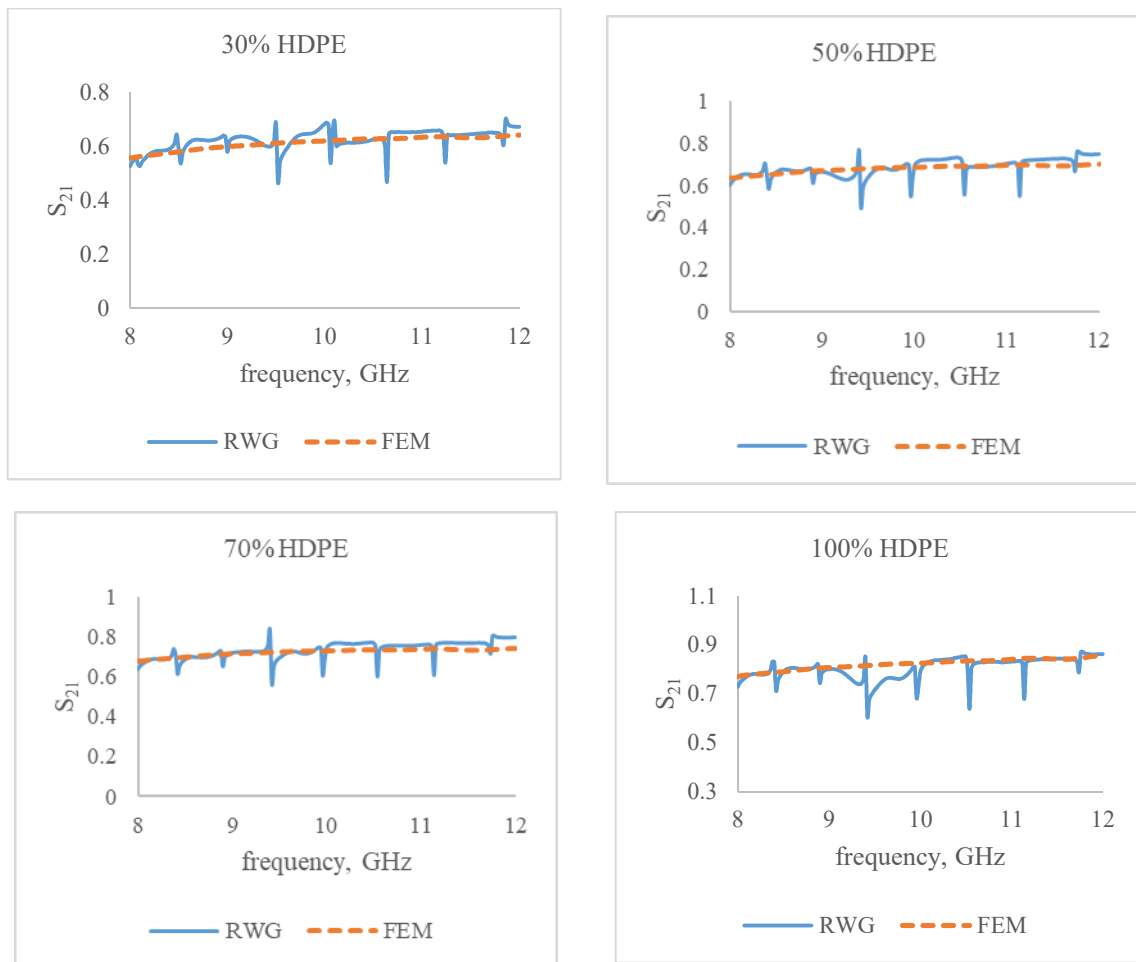 30% HDPE
0.8
0.6
0.4
0.2
0
S21
8 9 10 11 12
frequency, GHz
RWG FEM
50% HDPE
1
0.8
0.6
0.4
0.2
0
S21
8 9 10 11 12
frequency, GHz
RWG FEM
70% HDPE
1
0.8
0.6
0.4
0.2
0
S21
8 9 10 11 12
frequency, GHz
RWG FEM
100% HDPE
1.1
0.9
0.7
0.5
0.3
S21
8 9 10 11 12
frequency, GHz
RWG FEM